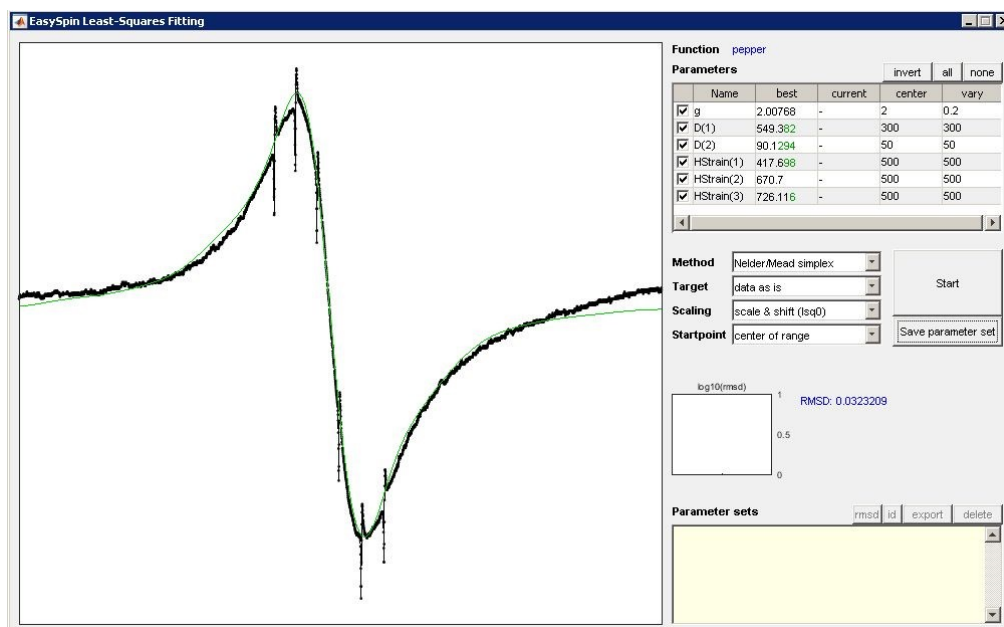 EasySpin Least-Squares Fitting
Function pepper
Parameters invert all none
Name best current center vary
g 2.00768 - 2 0.2
D(1) 549.382 - 300 300
D(2) 90.1294 - 50 50
HStrain(1) 417.698 - 500 500
HStrain(2) 670.7 - 500 500
HStrain(3) 726.116 - 500 500
Method Nelder/Mead simplex
Target data as is
Scaling scale & shift (lsq0)
Startpoint center of range
Start
Save parameter set
log10(rmsd)
1
0.5
0
RMSD: 0.0323209
Parameter sets rmsd id export delete